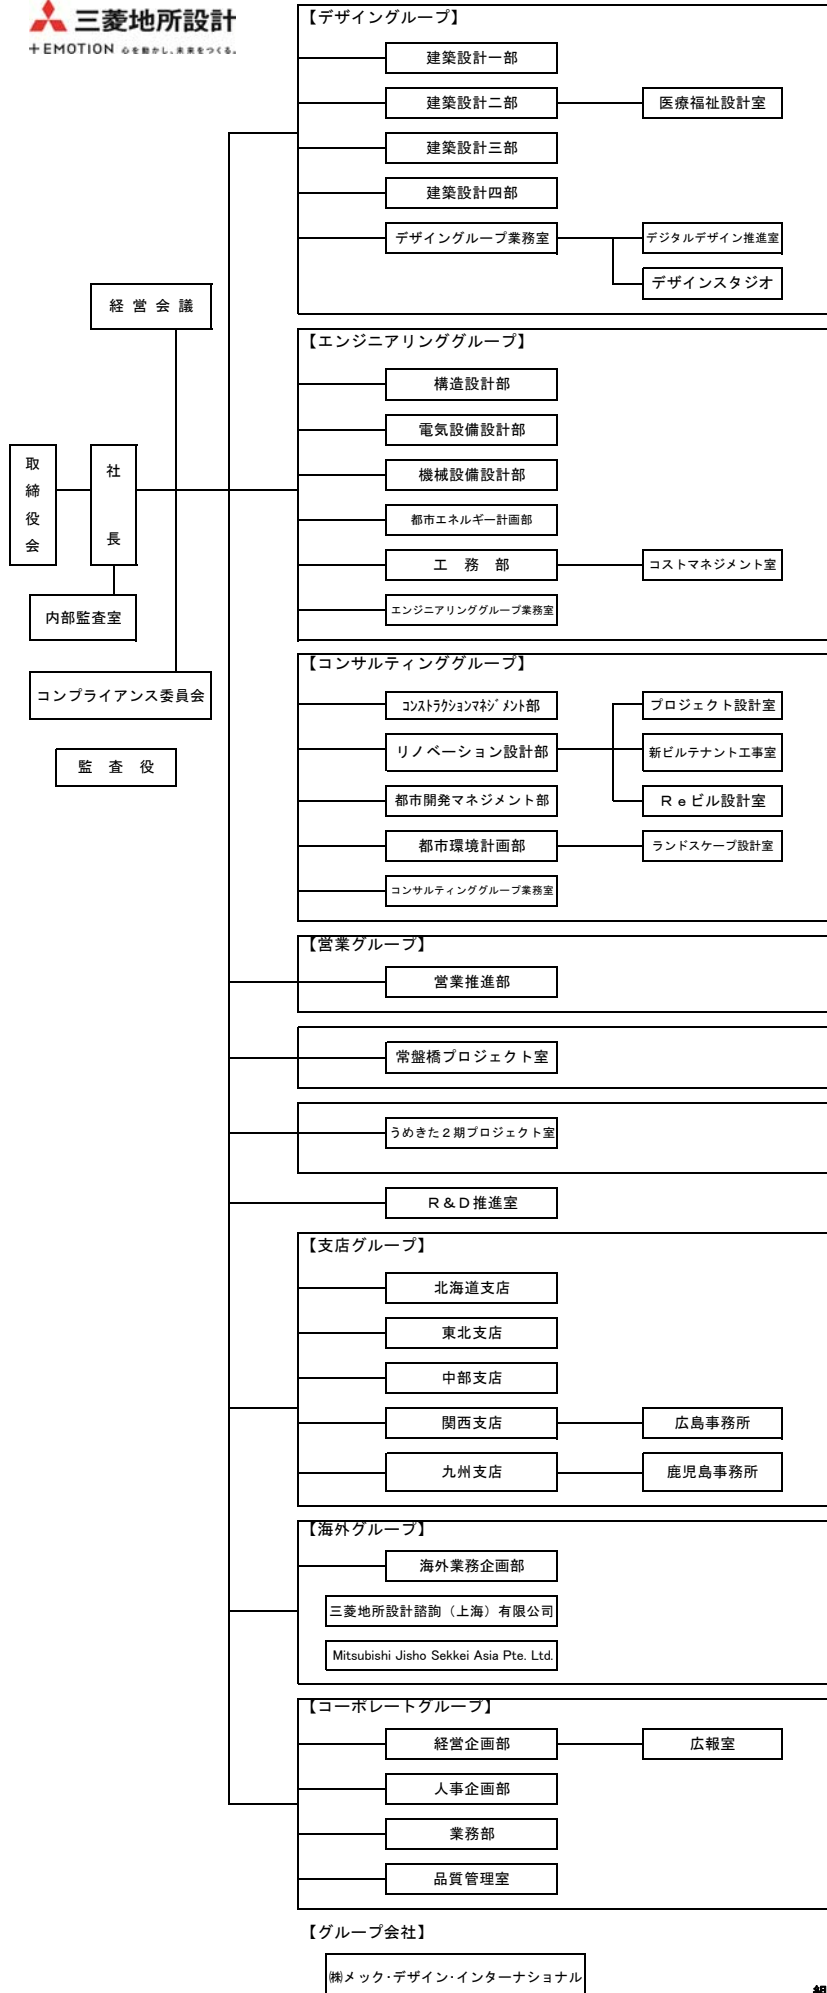 三菱地所設計
+EMOTION 心を動かし、未来をつくる。
【デザイングループ】
建築設計一部
建築設計二部
医療福祉設計室
建築設計三部
建築設計四部
デザイングループ業務室
デジタルデザイン推進室
デザインスタジオ
経 営 会 議
【エンジニアリンググループ】
構造設計部
電気設備設計部
取締役会
社長
機械設備設計部
都市エネルギー計画部
工 務 部
コストマネジメント室
内部監査室
エンジニアリンググループ業務室
【コンサルティンググループ】
コンプライアンス委員会
コンストラクションマネジメント部
プロジェクト設計室
監 査 役
リノベーション設計部
新ビルテナント工事室
都市開発マネジメント部
Reビル設計室
都市環境計画部
ランドスケープ設計室
コンサルティンググループ業務室
【営業グループ】
営業推進部
常盤橋プロジェクト室
うめきた2期プロジェクト室
R&D推進室
【支店グループ】
北海道支店
東北支店
中部支店
関西支店
広島事務所
九州支店
鹿児島事務所
【海外グループ】
海外業務企画部
三菱地所設計諮詢(上海)有限公司
Mitsubishi Jisho Sekkei Asia Pte. Ltd.
【コーポレートグループ】
経営企画部
広報室
人事企画部
業務部
品質管理室
【グループ会社】
㈱メック・デザイン・インターナショナル